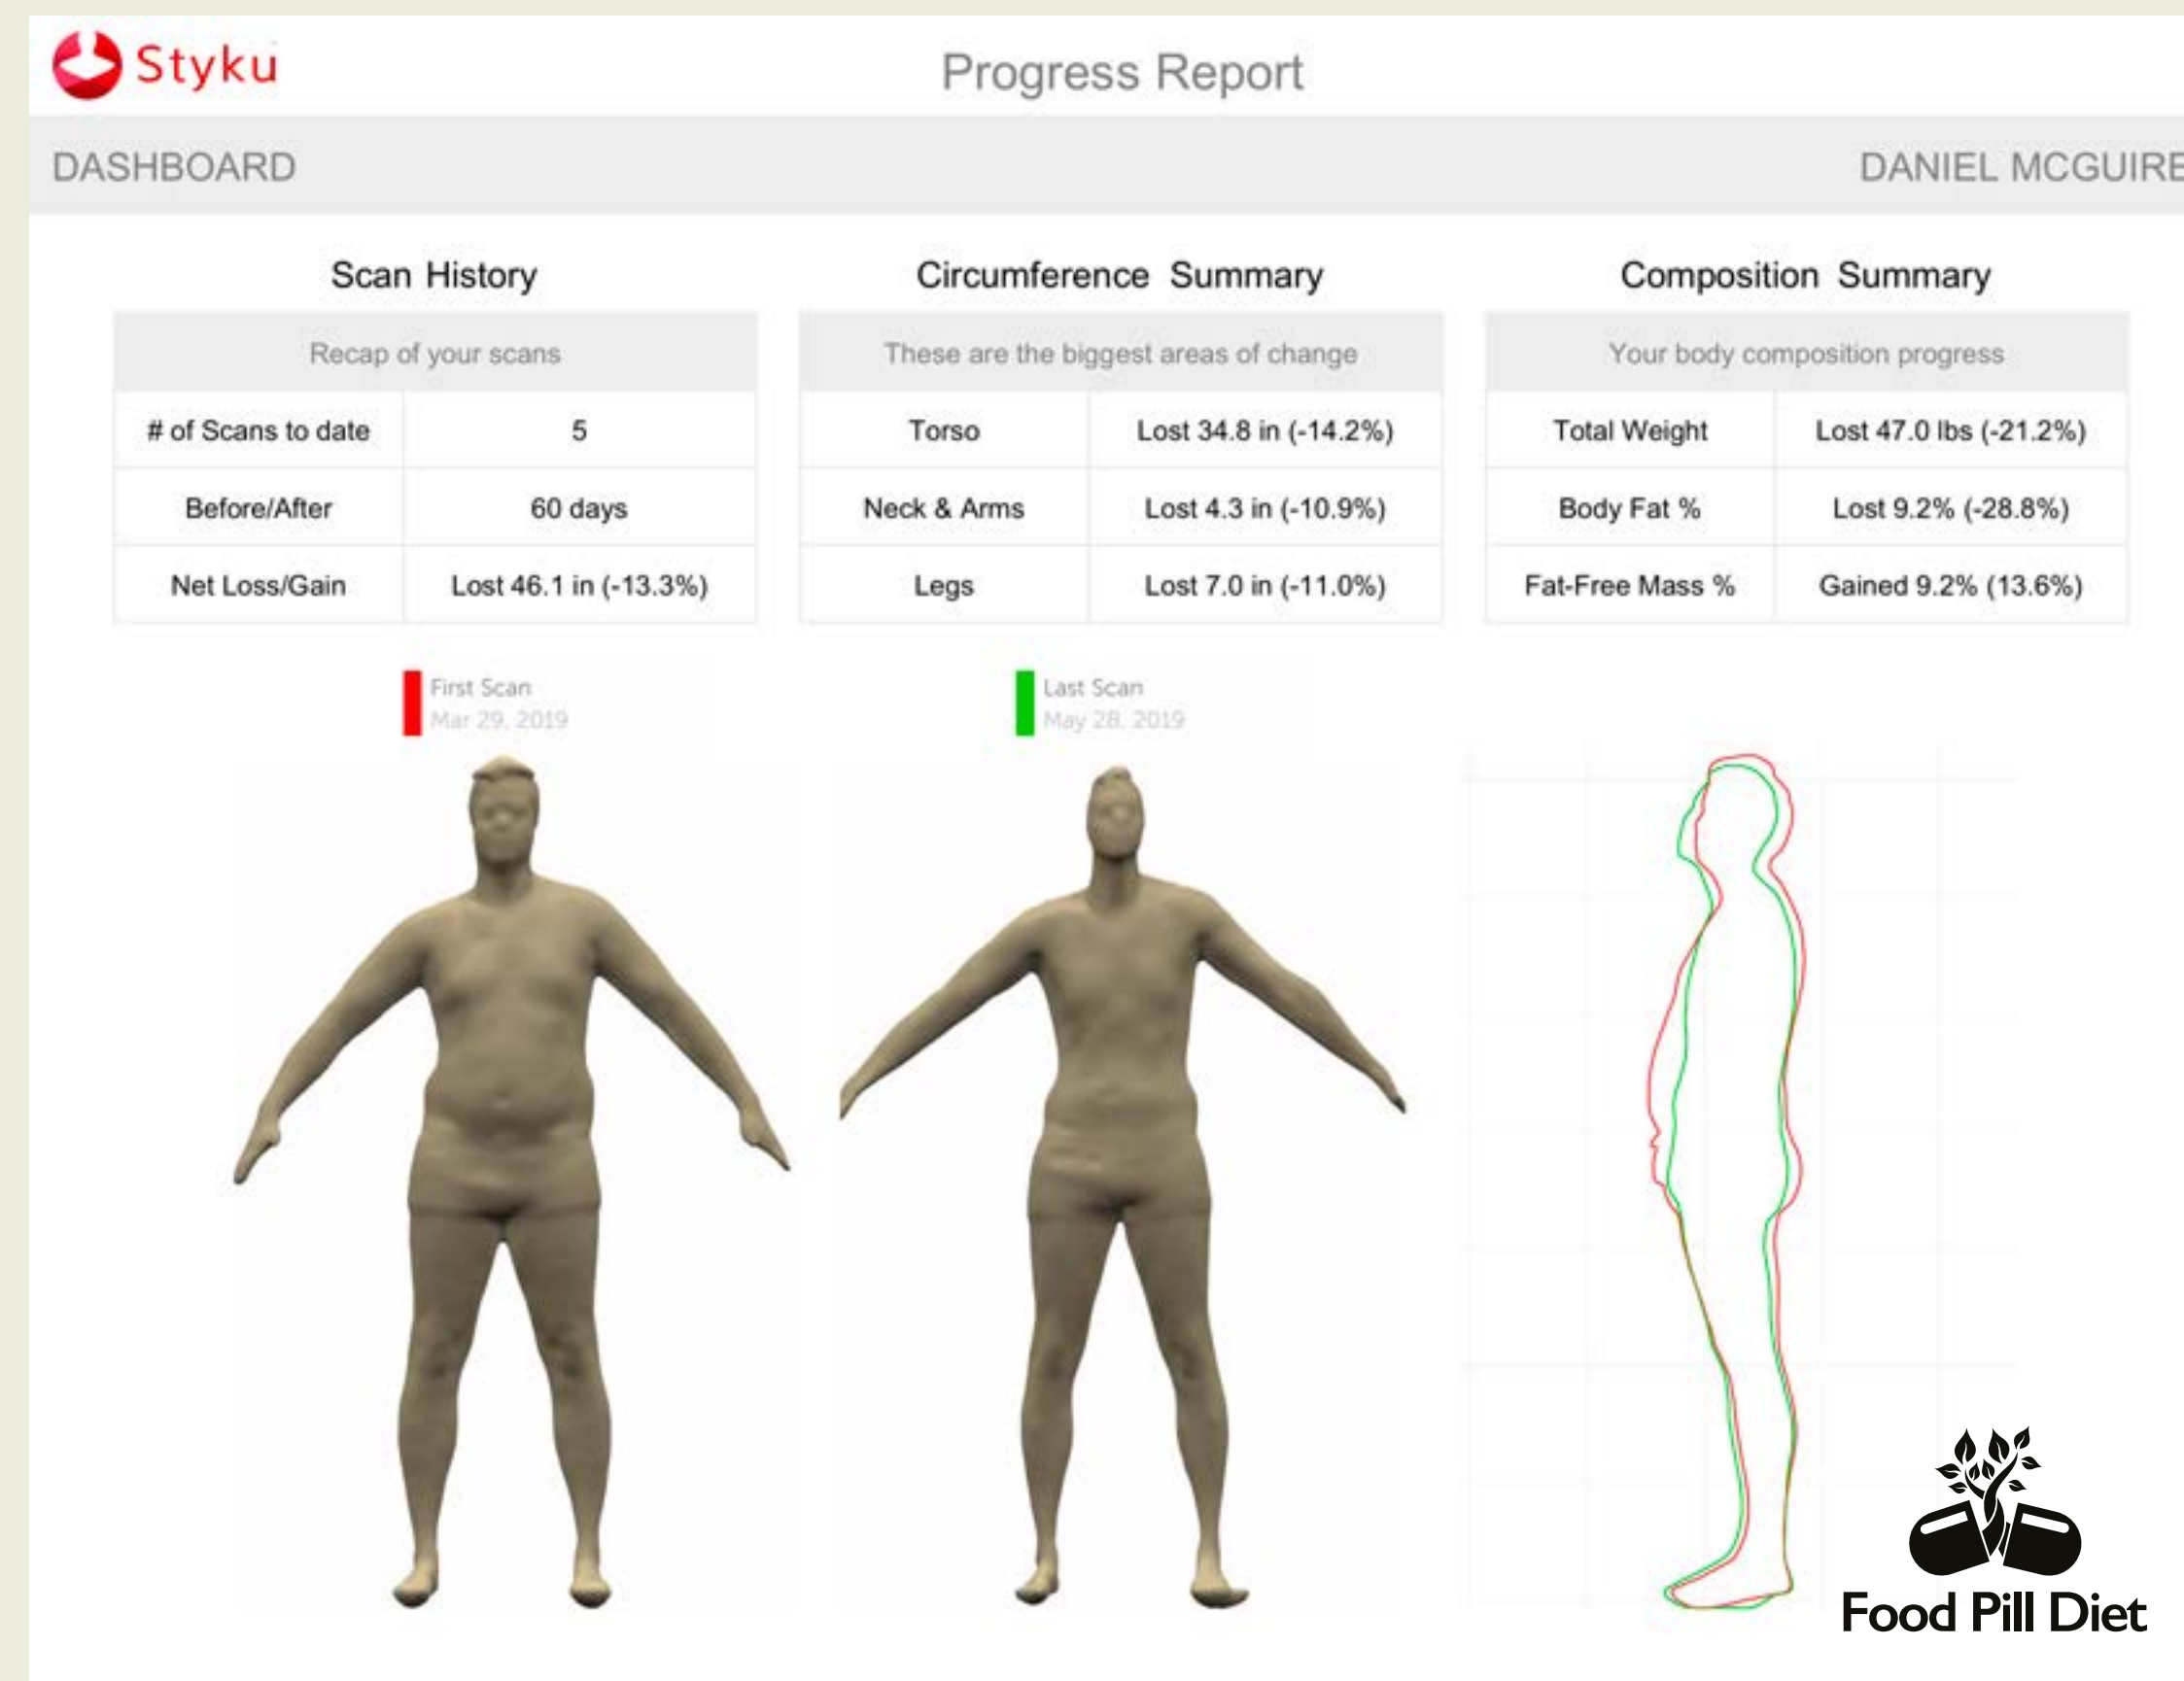 Styku
Progress Report
DASHBOARD
DANIEL MCGUIRE
Scan History
Recap of your scans
# of Scans to date 5
Before/After 60 days
Net Loss/Gain Lost 46.1 in (-13.3%)
Circumference Summary
These are the biggest areas of change
Torso Lost 34.8 in (-14.2%)
Neck & Arms Lost 4.3 in (-10.9%)
Legs Lost 7.0 in (-11.0%)
Composition Summary
Your body composition progress
Total Weight Lost 47.0 lbs (-21.2%)
Body Fat % Lost 9.2% (-28.8%)
Fat-Free Mass % Gained 9.2% (13.6%)
First Scan
Mar 29, 2019
Last Scan
May 28, 2019
Food Pill Diet